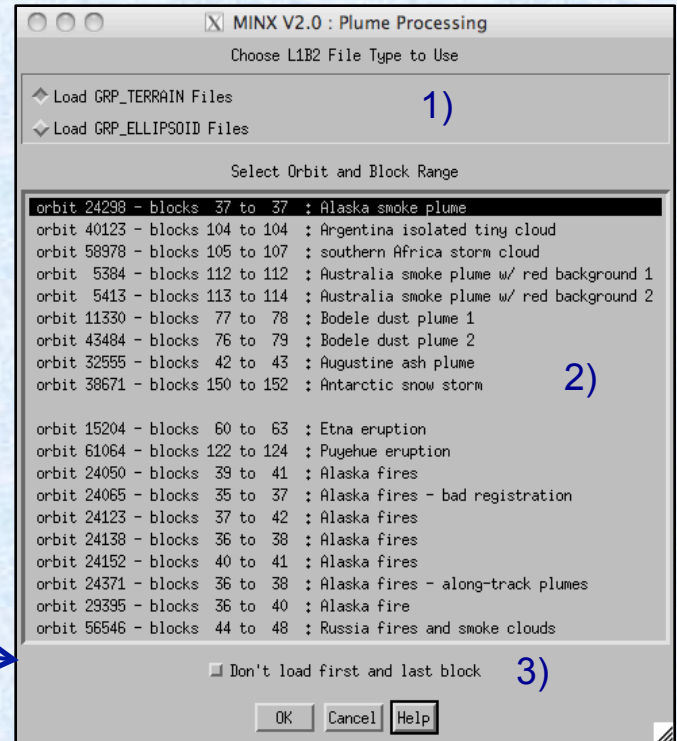 MINX V2.0 : Plume Processing
Choose L1B2 File Type to Use
Load GRP_TERRAIN Files
Load GRP_ELLIPSOID Files
1)
Select Orbit and Block Range
orbit 24298 - blocks 37 to 37 : Alaska smoke plume
orbit 40123 - blocks 104 to 104 : Argentina isolated tiny cloud
orbit 58978 - blocks 105 to 107 : southern Africa storm cloud
orbit 5384 - blocks 112 to 112 : Australia smoke plume w/ red background 1
orbit 5413 - blocks 113 to 114 : Australia smoke plume w/ red background 2
orbit 11330 - blocks 77 to 78 : Bodele dust plume 1
orbit 43484 - blocks 76 to 79 : Bodele dust plume 2
orbit 32555 - blocks 42 to 43 : Augustine ash plume
orbit 38671 - blocks 150 to 152 : Antarctic snow storm
2)
orbit 15204 - blocks 60 to 63 : Etna eruption
orbit 61064 - blocks 122 to 124 : Puyehue eruption
orbit 24050 - blocks 39 to 41 : Alaska fires
orbit 24065 - blocks 35 to 37 : Alaska fires - bad registration
orbit 24123 - blocks 37 to 42 : Alaska fires
orbit 24138 - blocks 36 to 38 : Alaska fires
orbit 24152 - blocks 40 to 41 : Alaska fires
orbit 24371 - blocks 36 to 38 : Alaska fires - along-track plumes
orbit 29395 - blocks 36 to 40 : Alaska fire
orbit 56546 - blocks 44 to 48 : Russia fires and smoke clouds
Don't load first and last block
3)
OK Cancel Help